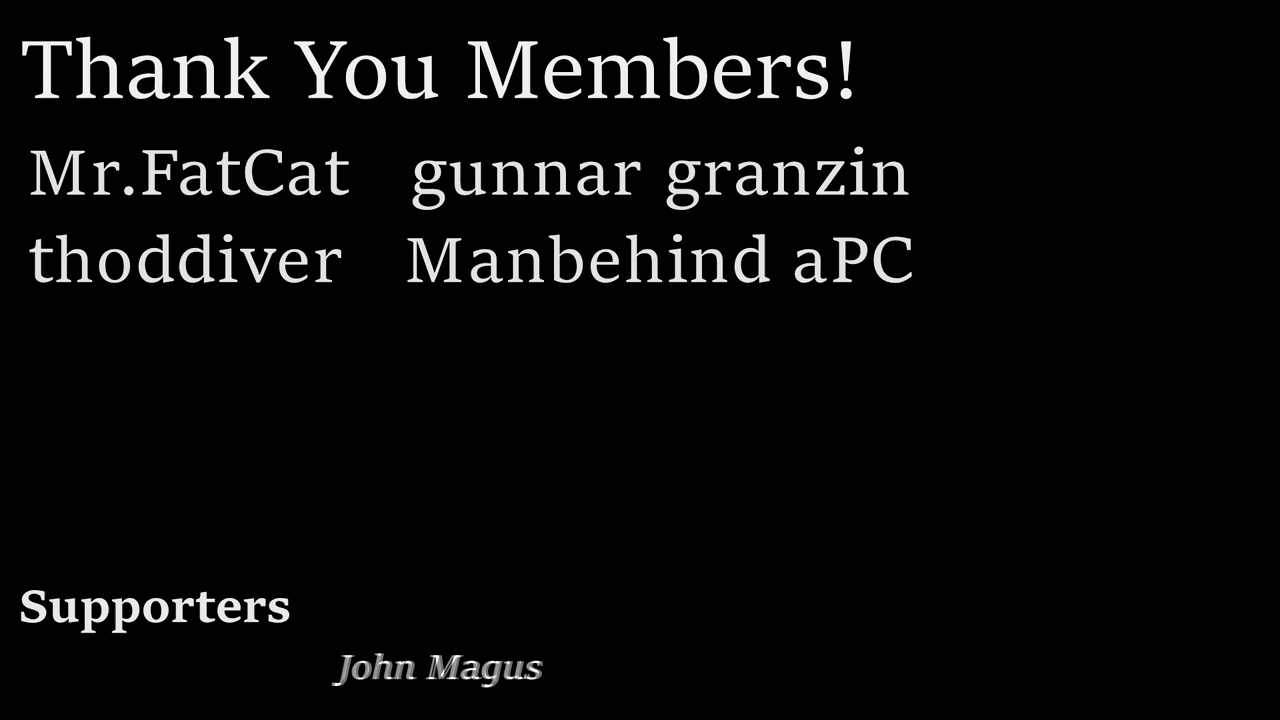 Thank You Members!
Mr.FatCat gunnar granzin
thoddiver Manbehind aPC
Supporters
John Magus